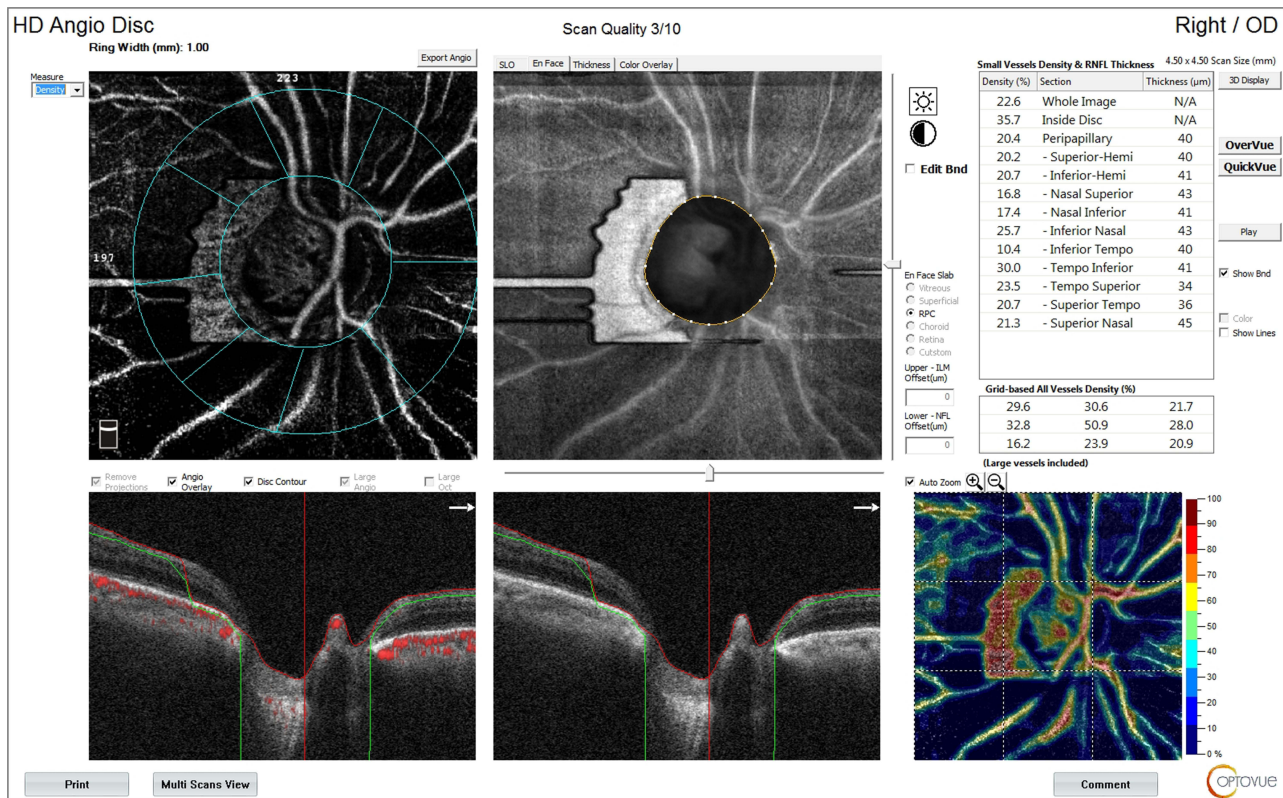 HD Angio Disc
Scan Quality 3/10
Right / OD
Ring Width (mm): 1.00
Export Angio
Measure
Density
223
197
SLO En Face Thickness Color Overlay
Edit Bnd
En Face Slab
Vitreous
Superficial
RPC
Choroid
Retina
Cutstom
Upper - ILM
Offset(um)
0
Lower - NFL
Offset(um)
0
Small Vessels Density & RNFL Thickness 4.50 x 4.50 Scan Size (mm)
Density (%) Section Thickness (µm)
22.6 Whole Image N/A
35.7 Inside Disc N/A
20.4 Peripapillary 40
20.2 - Superior-Hemi 40
20.7 - Inferior-Hemi 41
16.8 - Nasal Superior 43
17.4 - Nasal Inferior 41
25.7 - Inferior Nasal 43
10.4 - Inferior Tempo 40
30.0 - Tempo Inferior 41
23.5 - Tempo Superior 34
20.7 - Superior Tempo 36
21.3 - Superior Nasal 45
3D Display
OverVue
QuickVue
Play
Show Bnd
Color
Show Lines
Grid-based All Vessels Density (%)
29.6 30.6 21.7
32.8 50.9 28.0
16.2 23.9 20.9
(Large vessels included)
Remove Projections
Angio Overlay
Disc Contour
Large Angio
Large Oct
Auto Zoom
100
90
80
70
60
50
40
30
20
10
0 %
Print
Multi Scans View
Comment
OPTOVUE